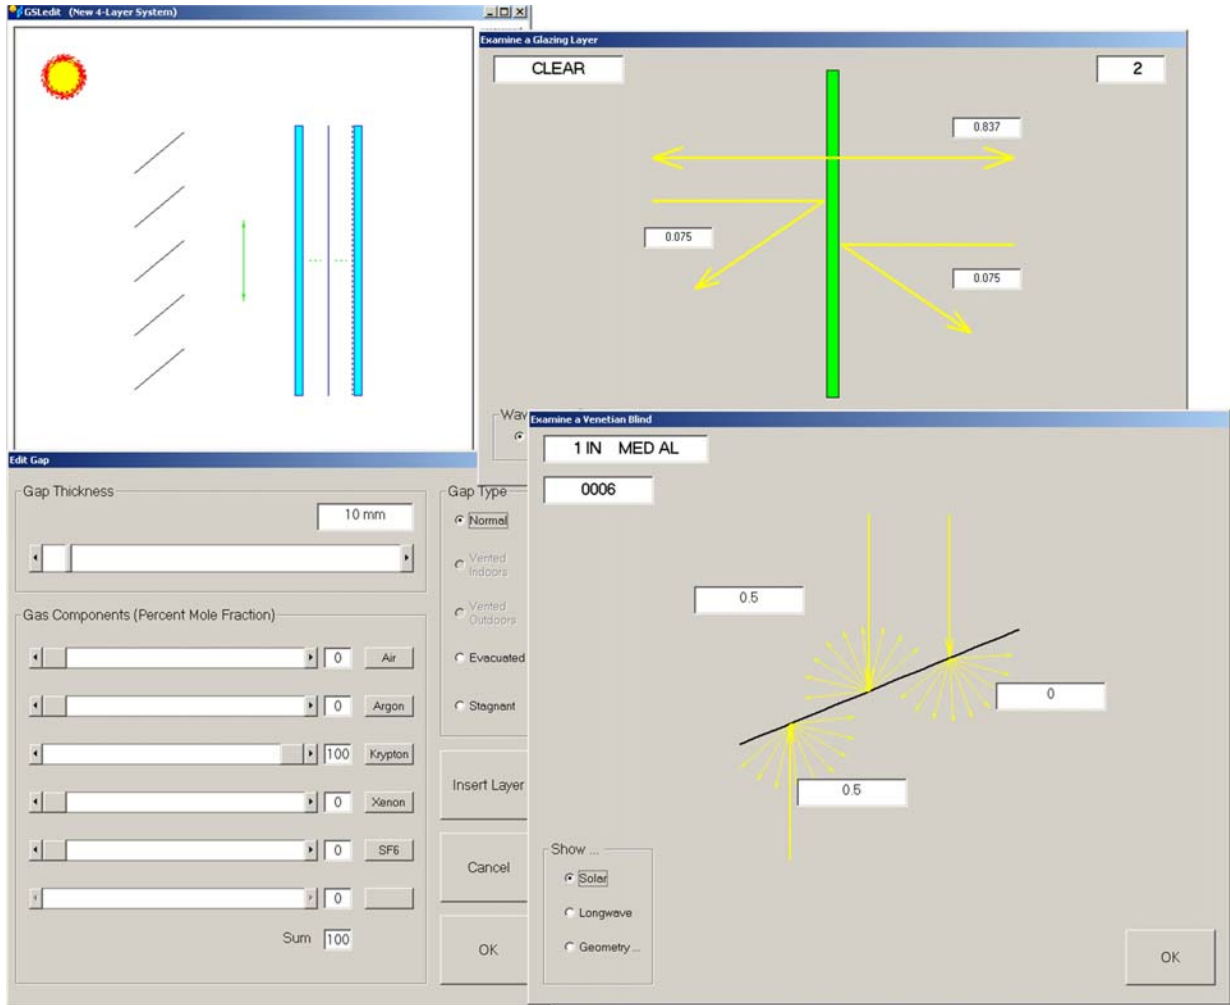 GSLedit (New 4-Layer System)
Examine a Glazing Layer
CLEAR
2
0.837
0.075
0.075
Edit Gap
Gap Thickness
10 mm
Gas Components (Percent Mole Fraction)
0 Air
0 Argon
100 Krypton
0 Xenon
0 SF6
0
Sum 100
Gap Type
Normal
Vented
Indoors
Vented
Outdoors
Evacuated
Stagnant
Insert Layer
Cancel
OK
Examine a Venetian Blind
1 IN MED AL
0006
0.5
0
0.5
Show ...
Solar
Longwave
Geometry ...
OK